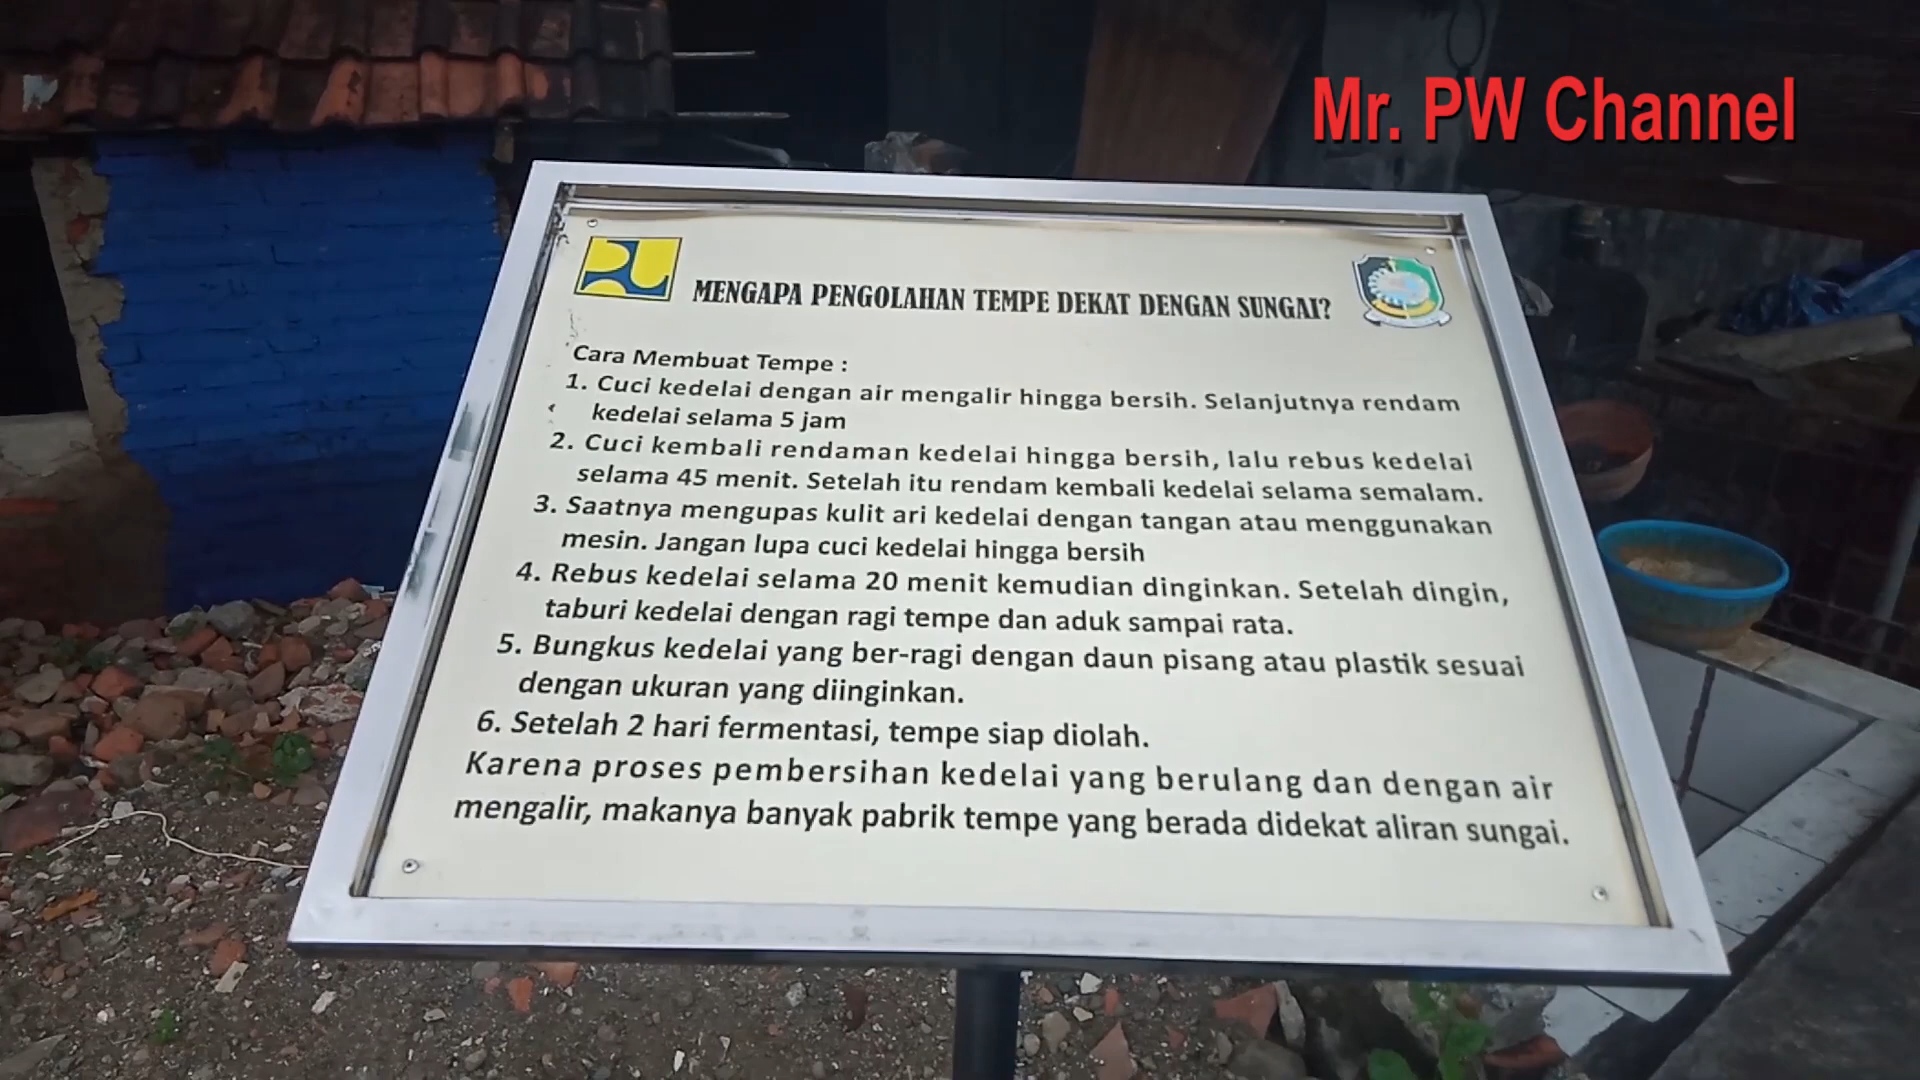 Mr. PW Channel
PU
MENGAPA PENGOLAHAN TEMPE DEKAT DENGAN SUNGAI?
Cara Membuat Tempe :
1. Cuci kedelai dengan air mengalir hingga bersih. Selanjutnya rendam
kedelai selama 5 jam
2. Cuci kembali rendaman kedelai hingga bersih, lalu rebus kedelai
selama 45 menit. Setelah itu rendam kembali kedelai selama semalam.
3. Saatnya mengupas kulit ari kedelai dengan tangan atau menggunakan
mesin. Jangan lupa cuci kedelai hingga bersih
4. Rebus kedelai selama 20 menit kemudian dinginkan. Setelah dingin,
taburi kedelai dengan ragi tempe dan aduk sampai rata.
5. Bungkus kedelai yang ber-ragi dengan daun pisang atau plastik sesuai
dengan ukuran yang diinginkan.
6. Setelah 2 hari fermentasi, tempe siap diolah.
Karena proses pembersihan kedelai yang berulang dan dengan air
mengalir, makanya banyak pabrik tempe yang berada didekat aliran sungai.